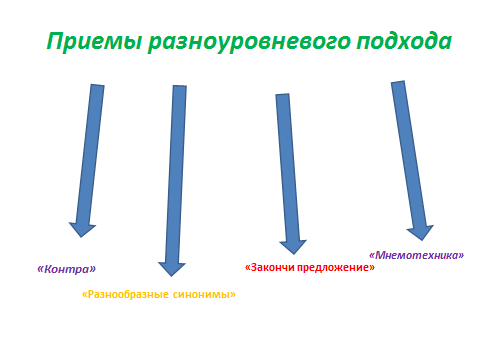 Приемы разноуровневого подхода
«Контра»
«Разнообразные синонимы»
«Закончи предложение»
«Мнемотехника»